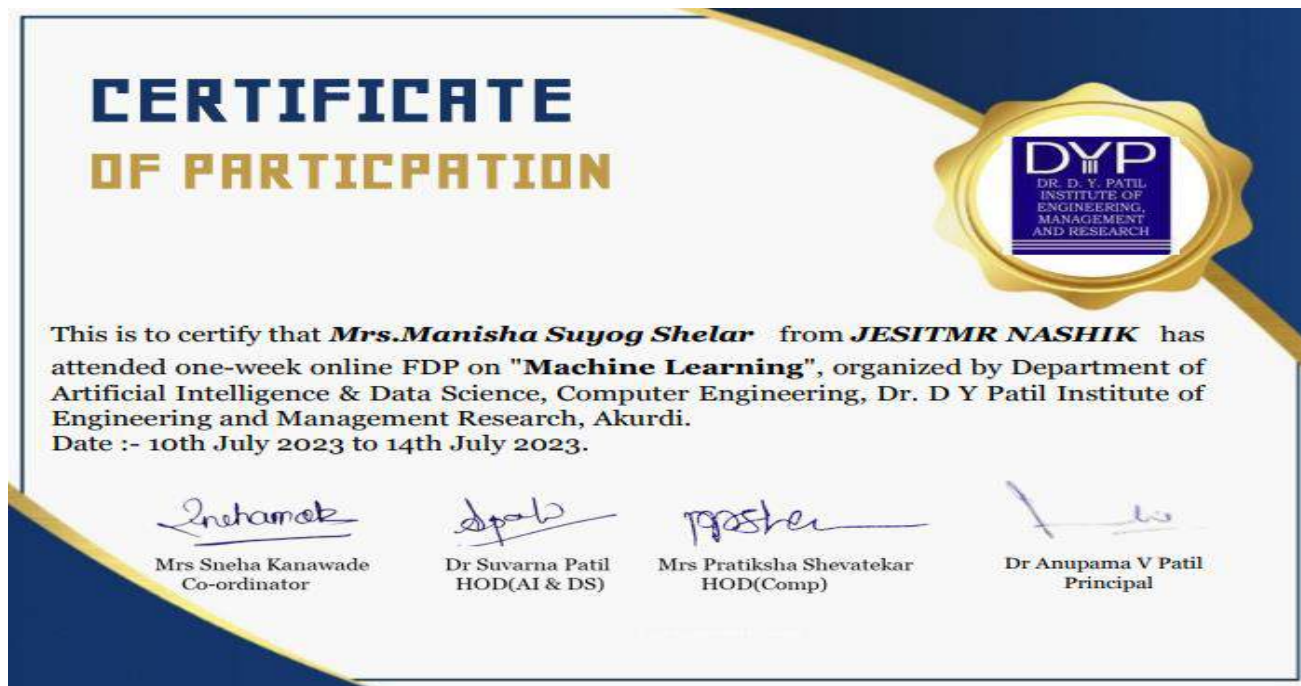 CERTIFICATE
OF PARTICPATION
DYP
DR. D. Y. PATIL
INSTITUTE OF
ENGINEERING,
MANAGEMENT
AND RESEARCH
This is to certify that Mrs.Manisha Suyog Shelar from JESITMR NASHIK has
attended one-week online FDP on "Machine Learning", organized by Department of
Artificial Intelligence & Data Science, Computer Engineering, Dr. D Y Patil Institute of
Engineering and Management Research, Akurdi.
Date :- 10th July 2023 to 14th July 2023.
Mrs Sneha Kanawade
Co-ordinator
Dr Suvarna Patil
HOD(AI & DS)
Mrs Pratiksha Shevatekar
HOD(Comp)
Dr Anupama V Patil
Principal